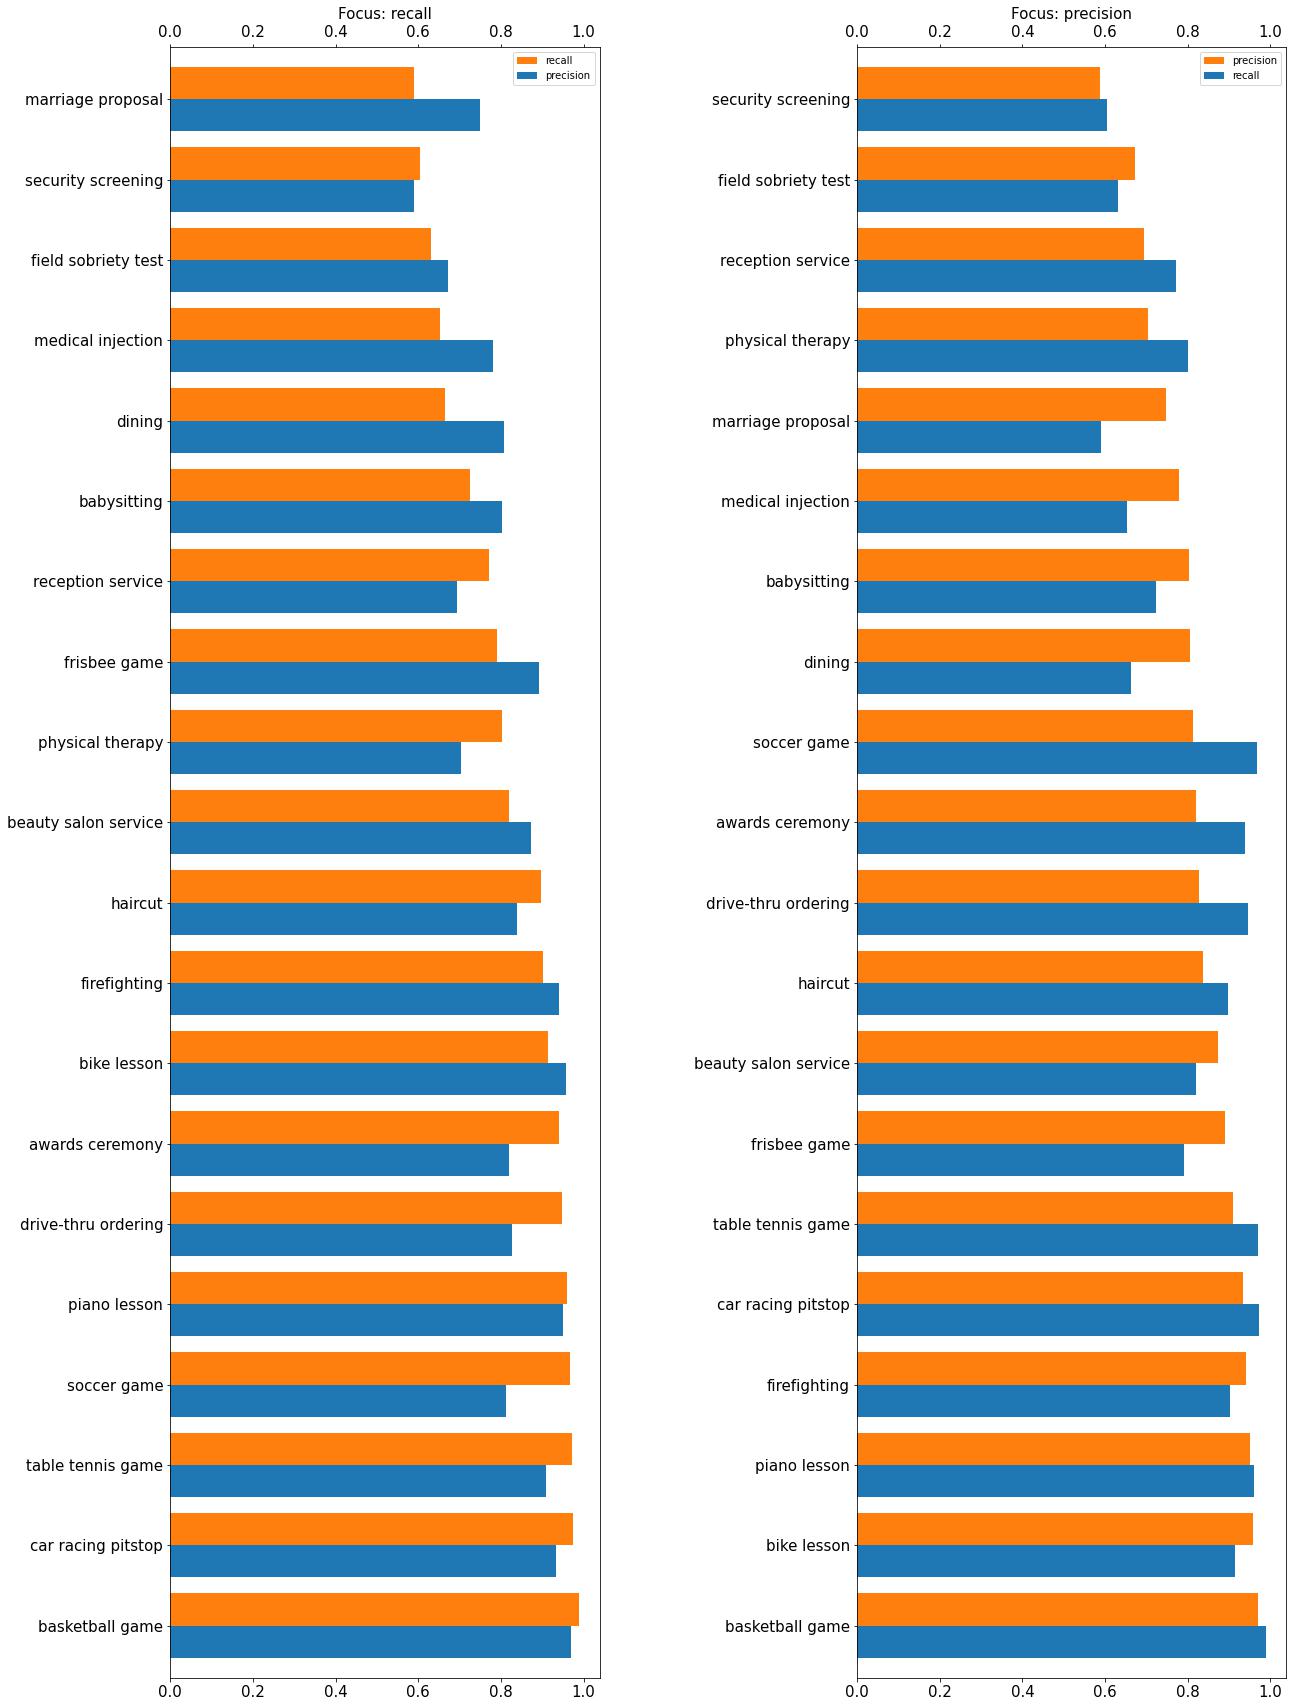 Focus: recall
0.0 0.2 0.4 0.6 0.8 1.0
recall
precision
marriage proposal
security screening
field sobriety test
medical injection
dining
babysitting
reception service
frisbee game
physical therapy
beauty salon service
haircut
firefighting
bike lesson
awards ceremony
drive-thru ordering
piano lesson
soccer game
table tennis game
car racing pitstop
basketball game
0.0 0.2 0.4 0.6 0.8 1.0
Focus: precision
0.0 0.2 0.4 0.6 0.8 1.0
precision
recall
security screening
field sobriety test
reception service
physical therapy
marriage proposal
medical injection
babysitting
dining
soccer game
awards ceremony
drive-thru ordering
haircut
beauty salon service
frisbee game
table tennis game
car racing pitstop
firefighting
piano lesson
bike lesson
basketball game
0.0 0.2 0.4 0.6 0.8 1.0